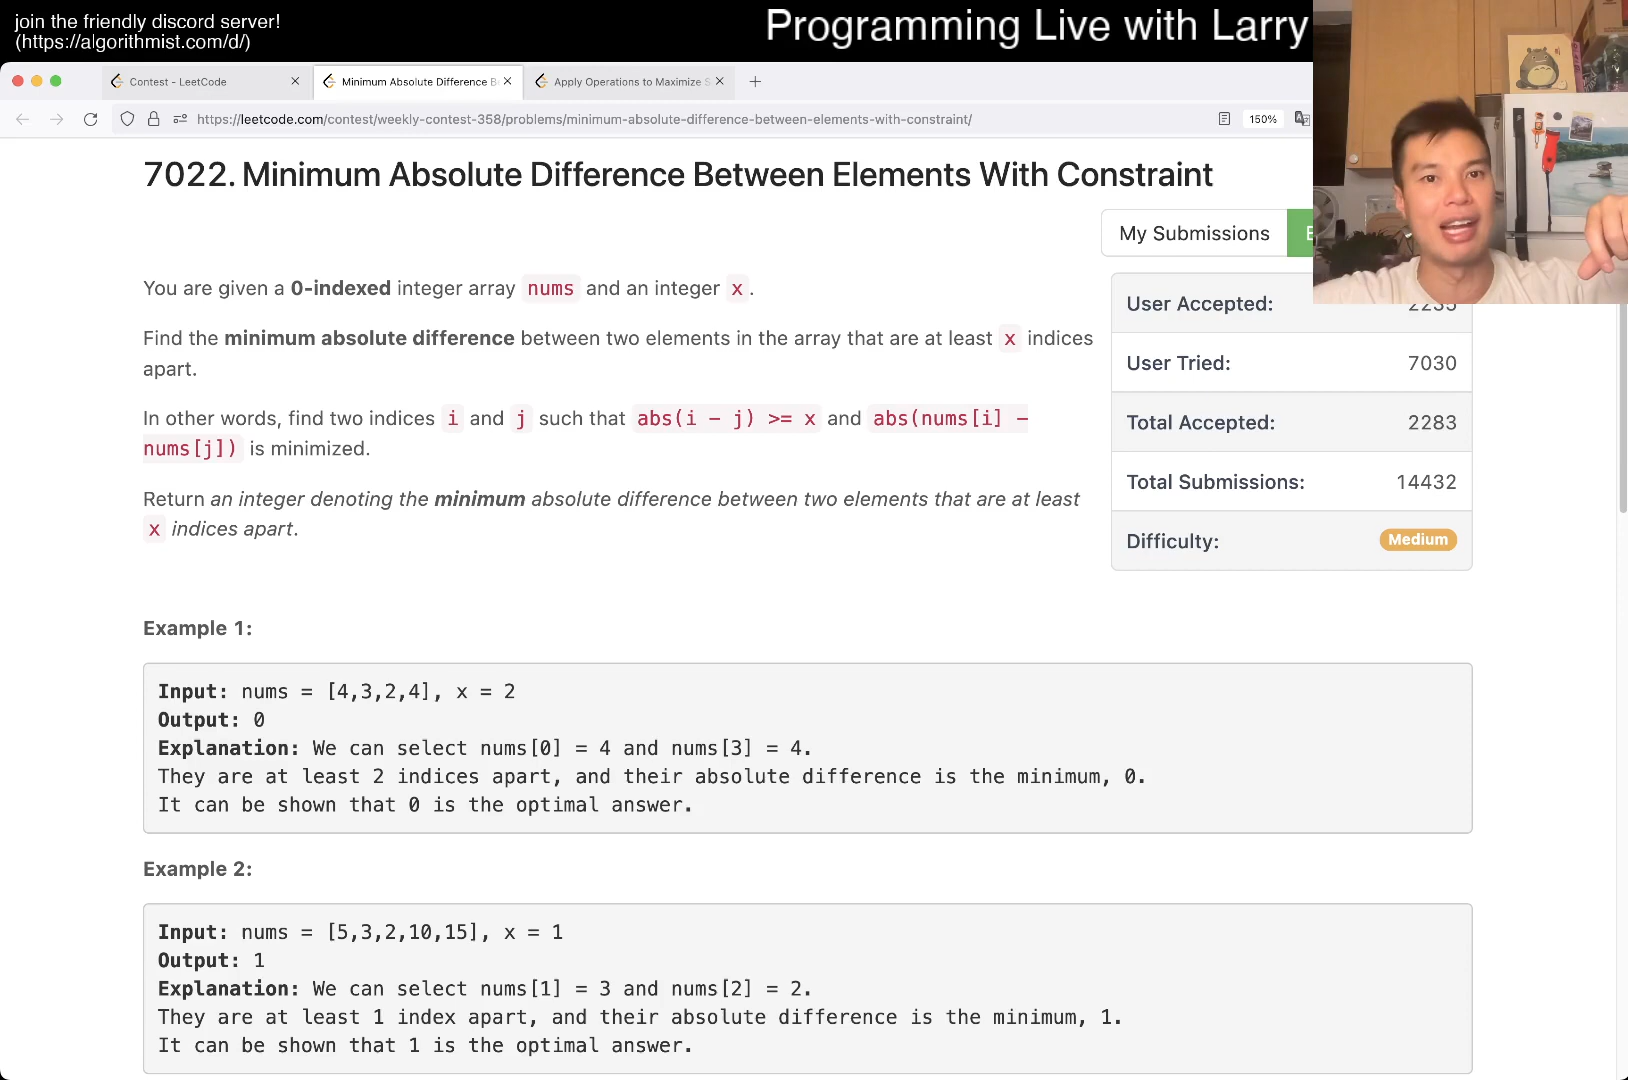 join the friendly discord server!
(https://algorithmist.com/d/)
Programming Live with Larry
Contest - LeetCode
Minimum Absolute Difference B
Apply Operations to Maximize S
https://leetcode.com/contest/weekly-contest-358/problems/minimum-absolute-difference-between-elements-with-constraint/
150%
7022. Minimum Absolute Difference Between Elements With Constraint
My Submissions
You are given a 0-indexed integer array nums and an integer x.
Find the minimum absolute difference between two elements in the array that are at least x indices
apart.
In other words, find two indices i and j such that abs(i - j) >= x and abs(nums[i] -
nums[j]) is minimized.
Return an integer denoting the minimum absolute difference between two elements that are at least
x indices apart.
User Accepted: 2235
User Tried: 7030
Total Accepted: 2283
Total Submissions: 14432
Difficulty: Medium
Example 1:
Input: nums = [4,3,2,4], x = 2
Output: 0
Explanation: We can select nums[0] = 4 and nums[3] = 4.
They are at least 2 indices apart, and their absolute difference is the minimum, 0.
It can be shown that 0 is the optimal answer.
Example 2:
Input: nums = [5,3,2,10,15], x = 1
Output: 1
Explanation: We can select nums[1] = 3 and nums[2] = 2.
They are at least 1 index apart, and their absolute difference is the minimum, 1.
It can be shown that 1 is the optimal answer.